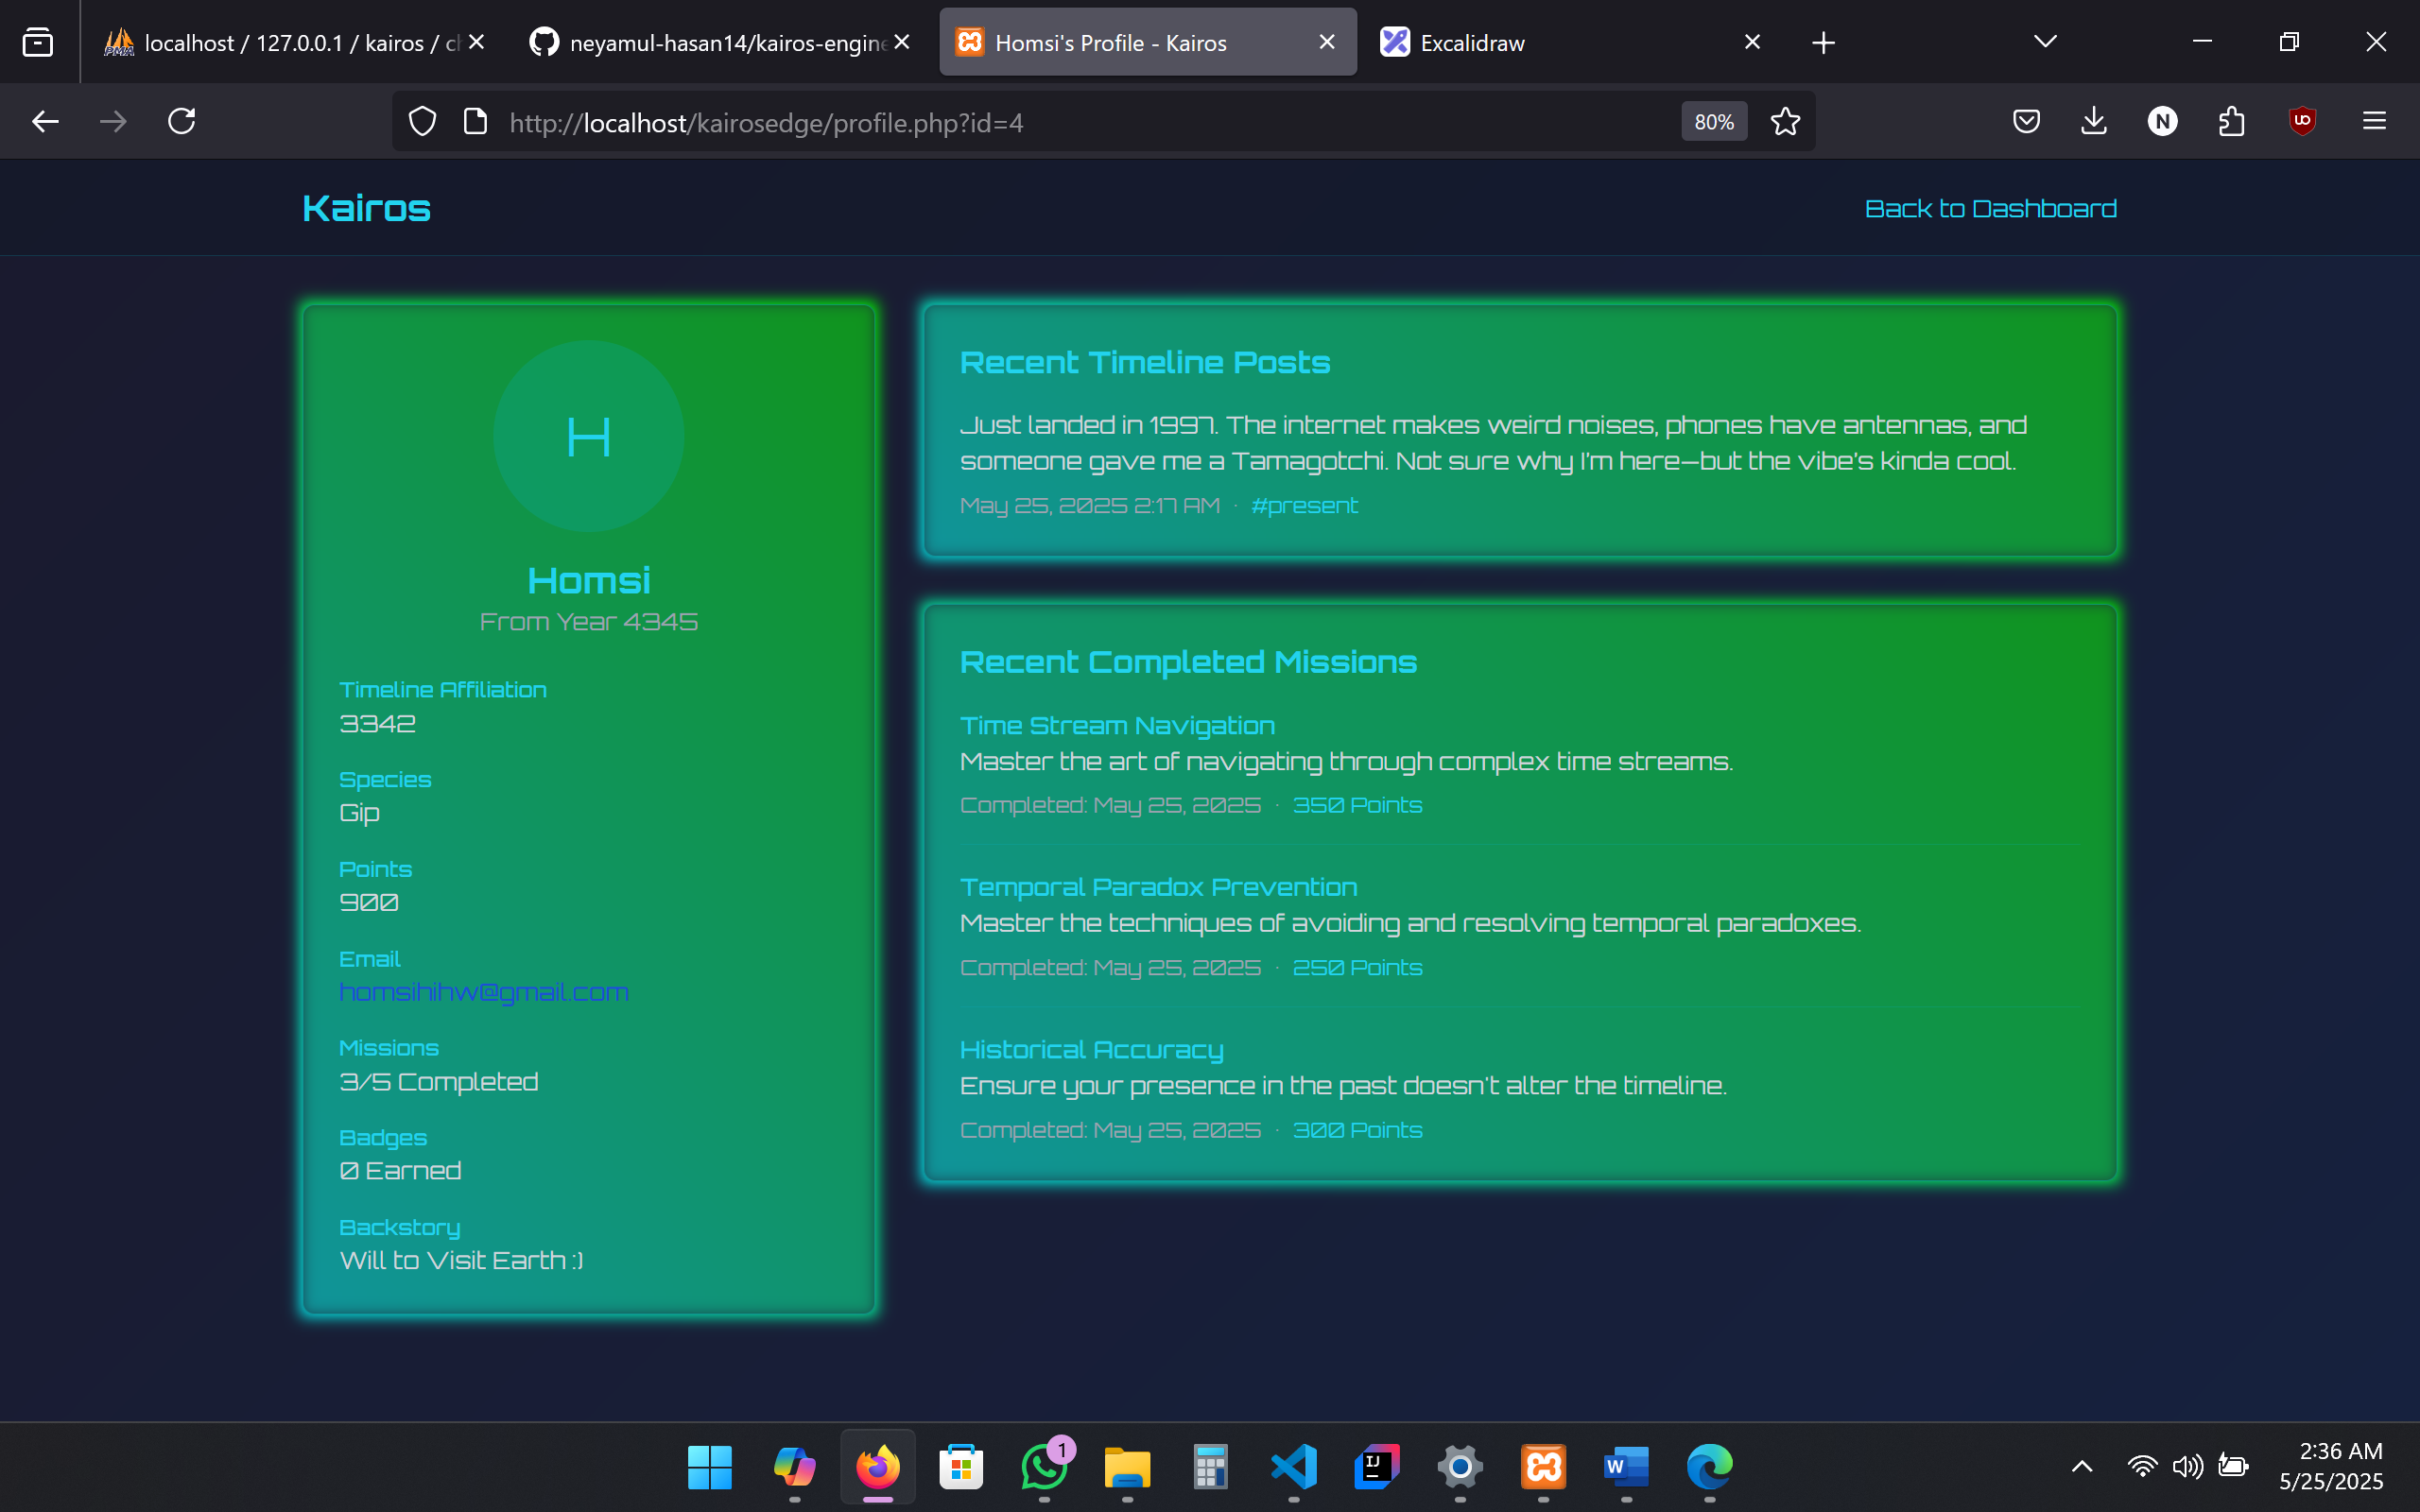 localhost / 127.0.0.1 / kairos / cl
neyamul-hasan14/kairos-engine
Homsi's Profile - Kairos
Excalidraw
http://localhost/kairosedge/profile.php?id=4
80%
N
Kairos
Back to Dashboard
H
Homsi
From Year 4345
Timeline Affiliation
3342
Species
Gip
Points
900
Email
homsihihw@gmail.com
Missions
3/5 Completed
Badges
0 Earned
Backstory
Will to Visit Earth :)
Recent Timeline Posts
Just landed in 1997. The internet makes weird noises, phones have antennas, and
someone gave me a Tamagotchi. Not sure why I'm here—but the vibe's kinda cool.
May 25, 2025 2:17 AM · #present
Recent Completed Missions
Time Stream Navigation
Master the art of navigating through complex time streams.
Completed: May 25, 2025 · 350 Points
Temporal Paradox Prevention
Master the techniques of avoiding and resolving temporal paradoxes.
Completed: May 25, 2025 · 250 Points
Historical Accuracy
Ensure your presence in the past doesn't alter the timeline.
Completed: May 25, 2025 · 300 Points
1
2:36 AM
5/25/2025